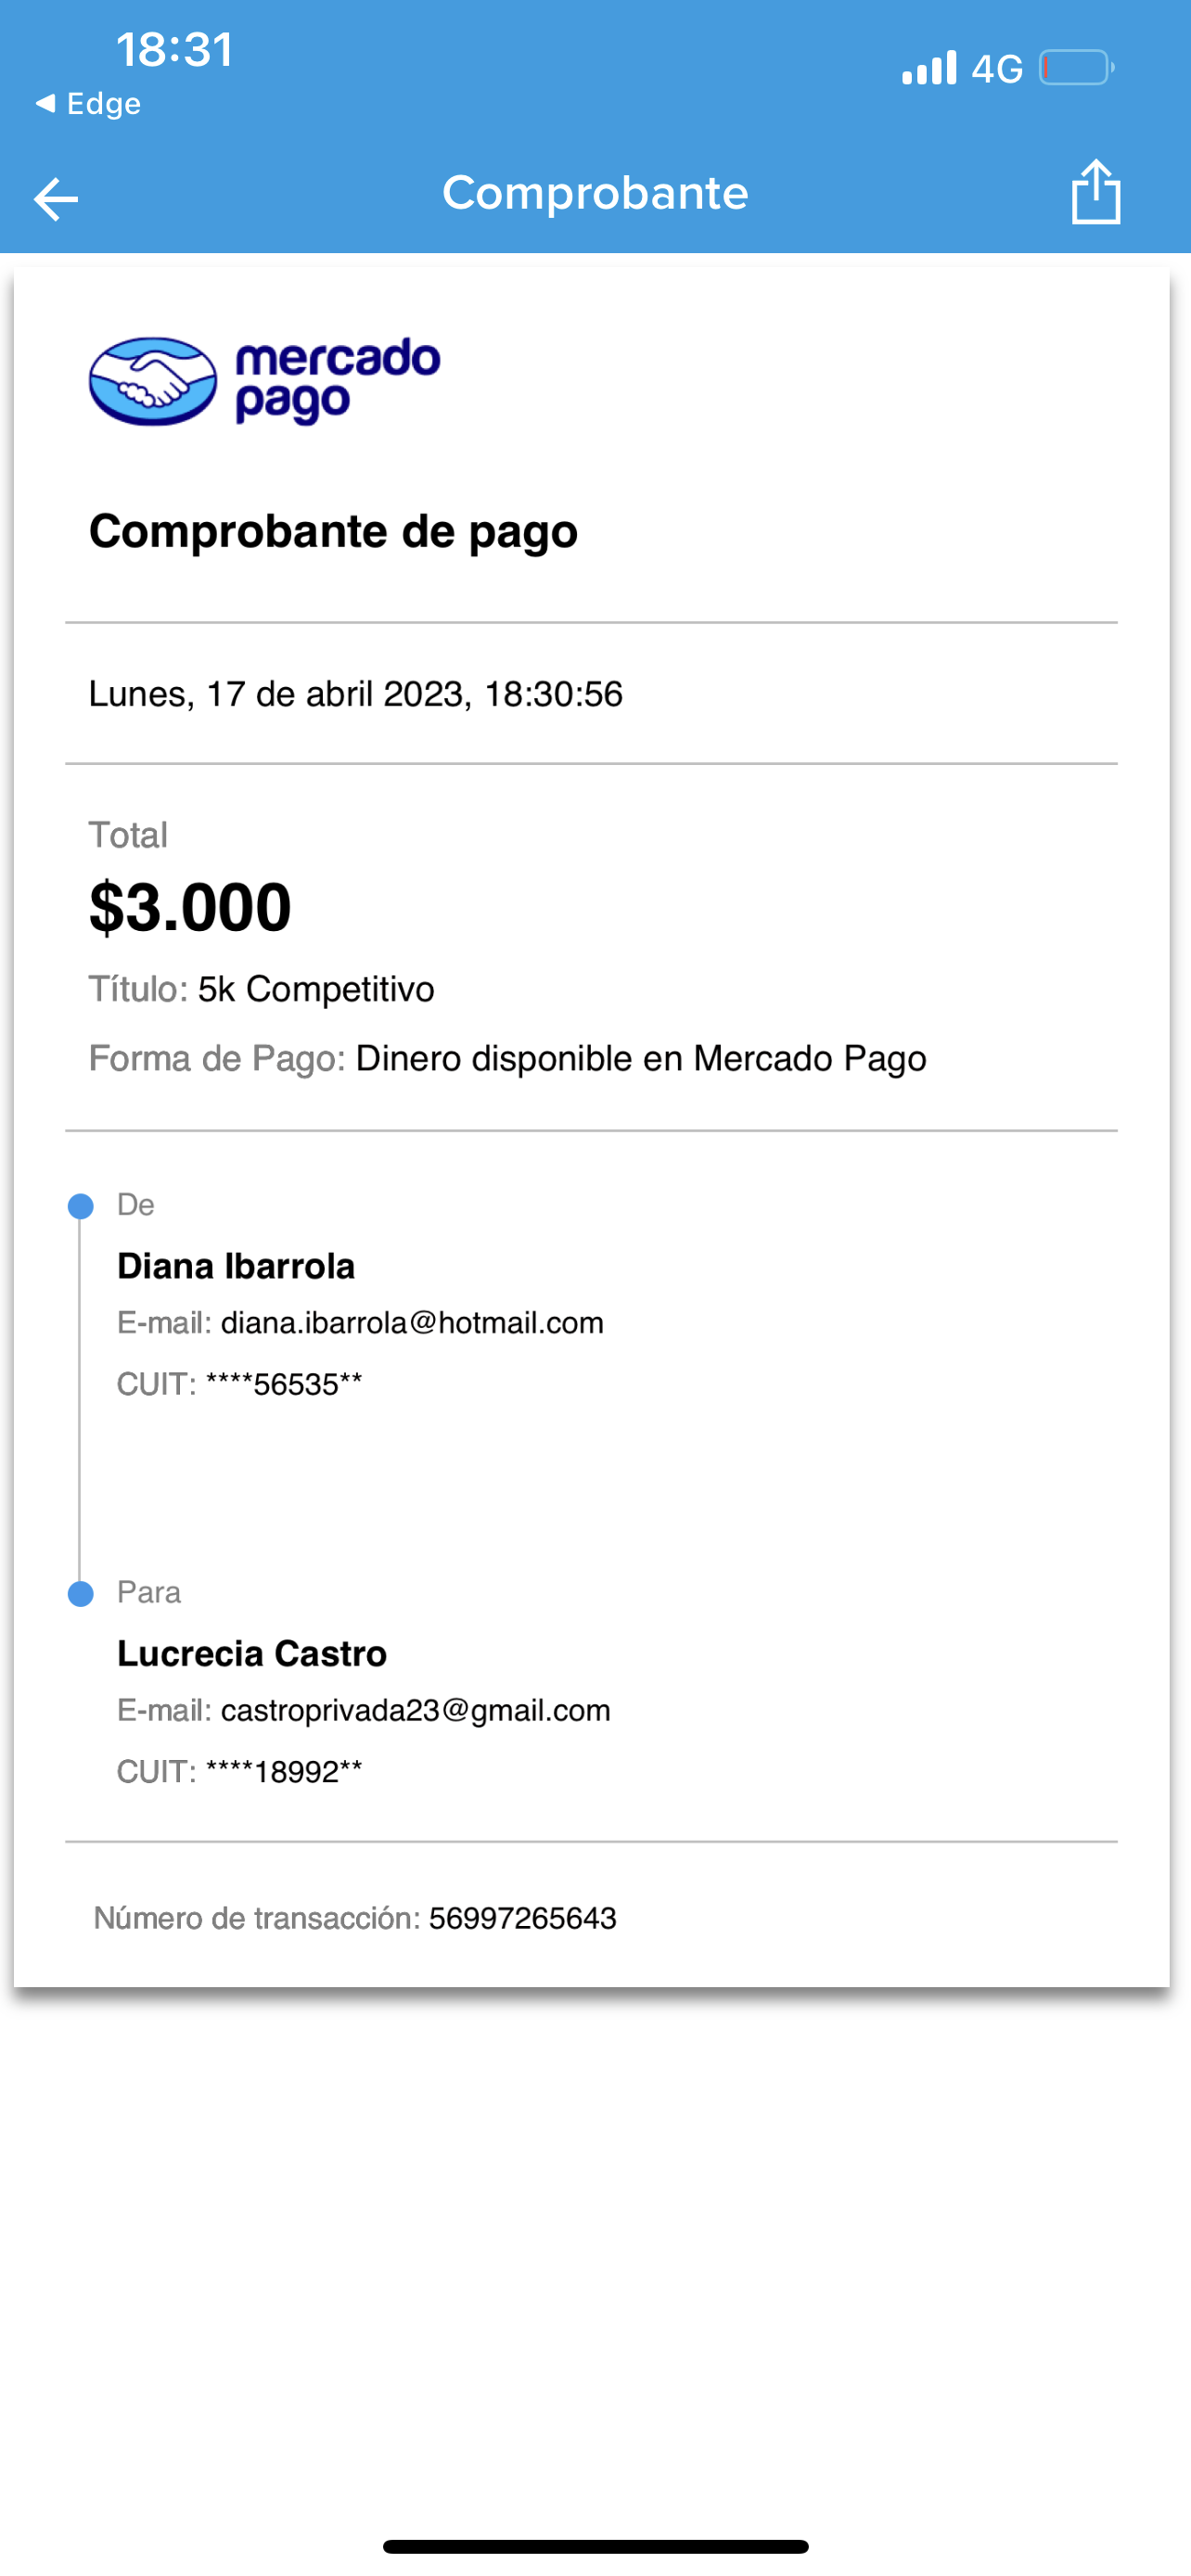 18:31
4G
◀ Edge
Comprobante
mercado
pago
Comprobante de pago
Lunes, 17 de abril 2023, 18:30:56
Total
$3.000
Título: 5k Competitivo
Forma de Pago: Dinero disponible en Mercado Pago
De
Diana Ibarrola
E-mail: diana.ibarrola@hotmail.com
CUIT: ****56535**
Para
Lucrecia Castro
E-mail: castroprivada23@gmail.com
CUIT: ****18992**
Número de transacción: 56997265643